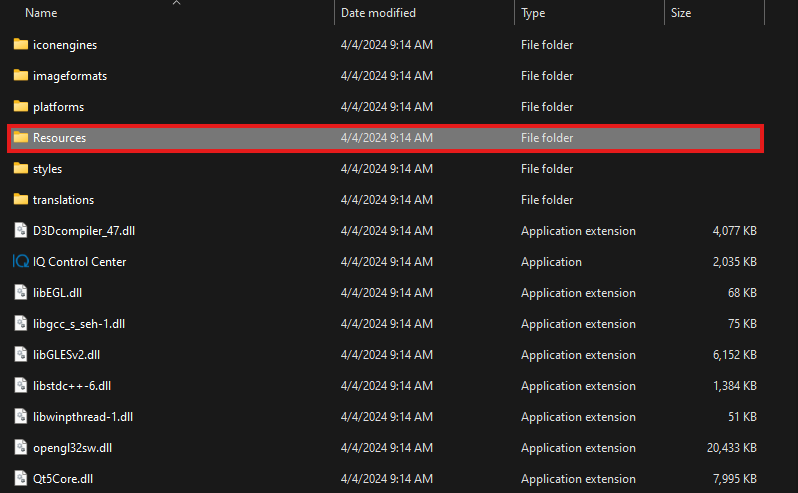 Name Date modified Type Size
iconengines 4/4/2024 9:14 AM File folder
imageformats 4/4/2024 9:14 AM File folder
platforms 4/4/2024 9:14 AM File folder
Resources 4/4/2024 9:14 AM File folder
styles 4/4/2024 9:14 AM File folder
translations 4/4/2024 9:14 AM File folder
D3Dcompiler_47.dll 4/4/2024 9:14 AM Application extension 4,077 KB
IQ IQ Control Center 4/4/2024 9:14 AM Application 2,035 KB
libEGL.dll 4/4/2024 9:14 AM Application extension 68 KB
libgcc_s_seh-1.dll 4/4/2024 9:14 AM Application extension 75 KB
libGLESv2.dll 4/4/2024 9:14 AM Application extension 6,152 KB
libstdc++-6.dll 4/4/2024 9:14 AM Application extension 1,384 KB
libwinpthread-1.dll 4/4/2024 9:14 AM Application extension 51 KB
opengl32sw.dll 4/4/2024 9:14 AM Application extension 20,433 KB
Qt5Core.dll 4/4/2024 9:14 AM Application extension 7,995 KB